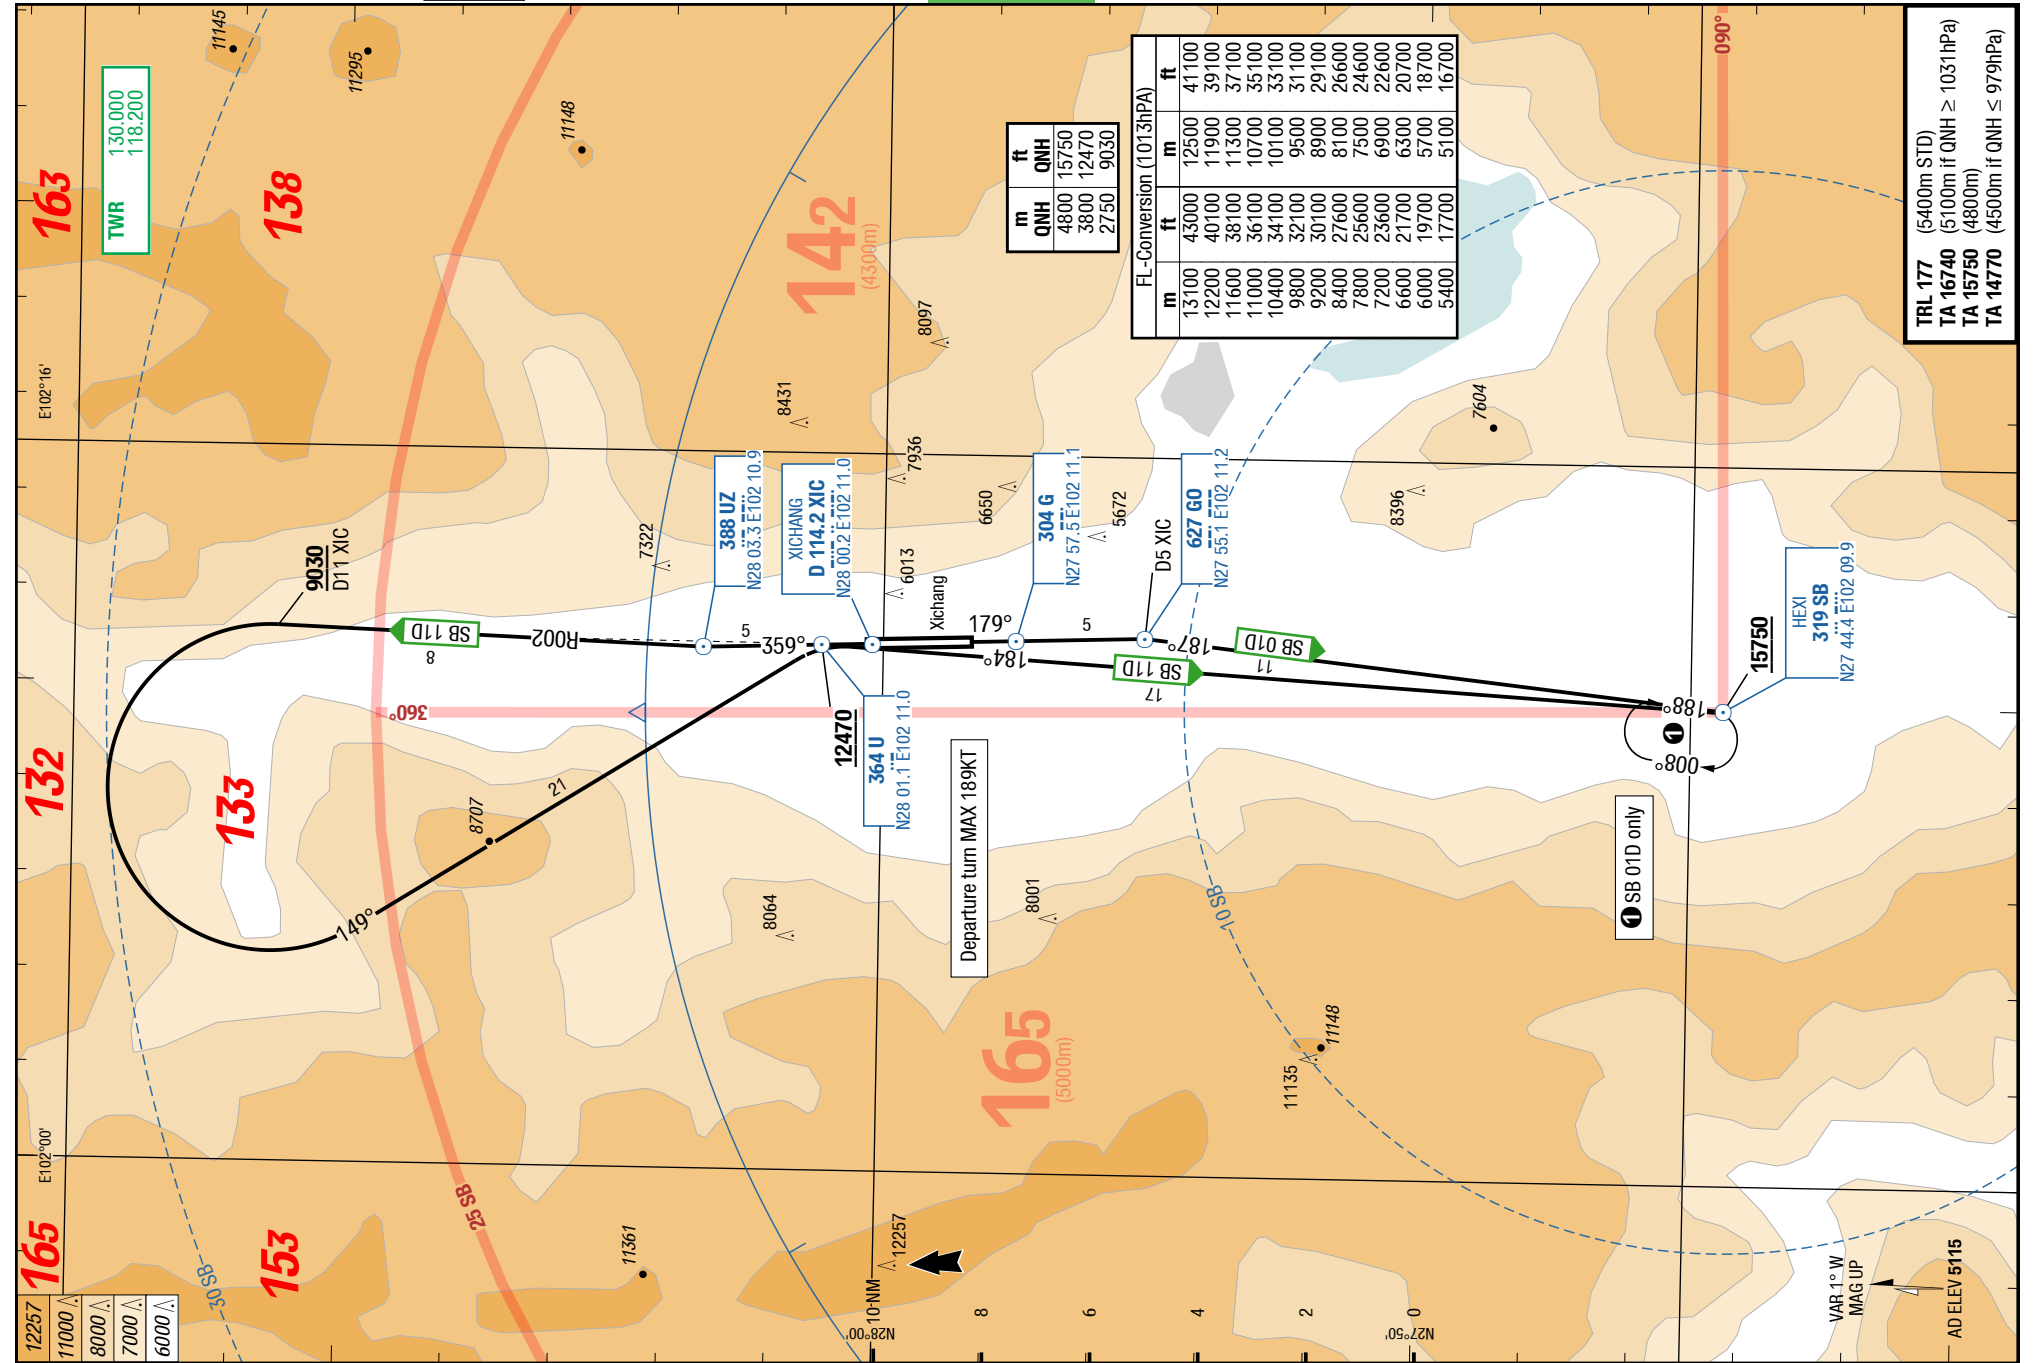 TWR 130.000
118.200
163
138
132
133
165
153
142
(4300m)
165
(5000m)
11145
11295
11148
8097
8431
7936
7322
6650
6013
5672
8396
7604
8707
8064
8001
11148
11135
11361
12257
E102°16'
E102°00'
N28°00'
N27°50'
30 SB
25 SB
10 SB
360°
090°
9030
D11 XIC
SB 11D
8
R002
5
359°
388 UZ
N28 03.3 E102 10.9
XICHANG
D 114.2 XIC
N28 00.2 E102 11.0
364 U
N28 01.1 E102 11.0
12470
149°
21
Xichang
179°
184°
304 G
N27 57.5 E102 11.1
5
D5 XIC
627 GO
N27 55.1 E102 11.2
187°
SB 01D
11
SB 11D
17
188°
008°
1
15750
HEXI
319 SB
N27 44.4 E102 09.9
1 SB 01D only
Departure turn MAX 189KT
m ft
QNH QNH
4800 15750
3800 12470
2750 9030
FL-Conversion (1013hPA)
m ft m ft
13100 43000 12500 41100
12200 40100 11900 39100
11600 38100 11300 37100
11000 36100 10700 35100
10400 34100 10100 33100
9800 32100 9500 31100
9200 30100 8900 29100
8400 27600 8100 26600
7800 25600 7500 24600
7200 23600 6900 22600
6600 21700 6300 20700
6000 19700 5700 18700
5400 17700 5100 16700
TRL 177 (5400m STD)
TA 16740 (5100m if QNH ≥ 1031hPa)
TA 15750 (4800m)
TA 14770 (4500m if QNH ≤ 979hPa)
12257
11000
8000
7000
6000
10 NM
8
6
4
2
0
VAR 1° W
MAG UP
AD ELEV 5115